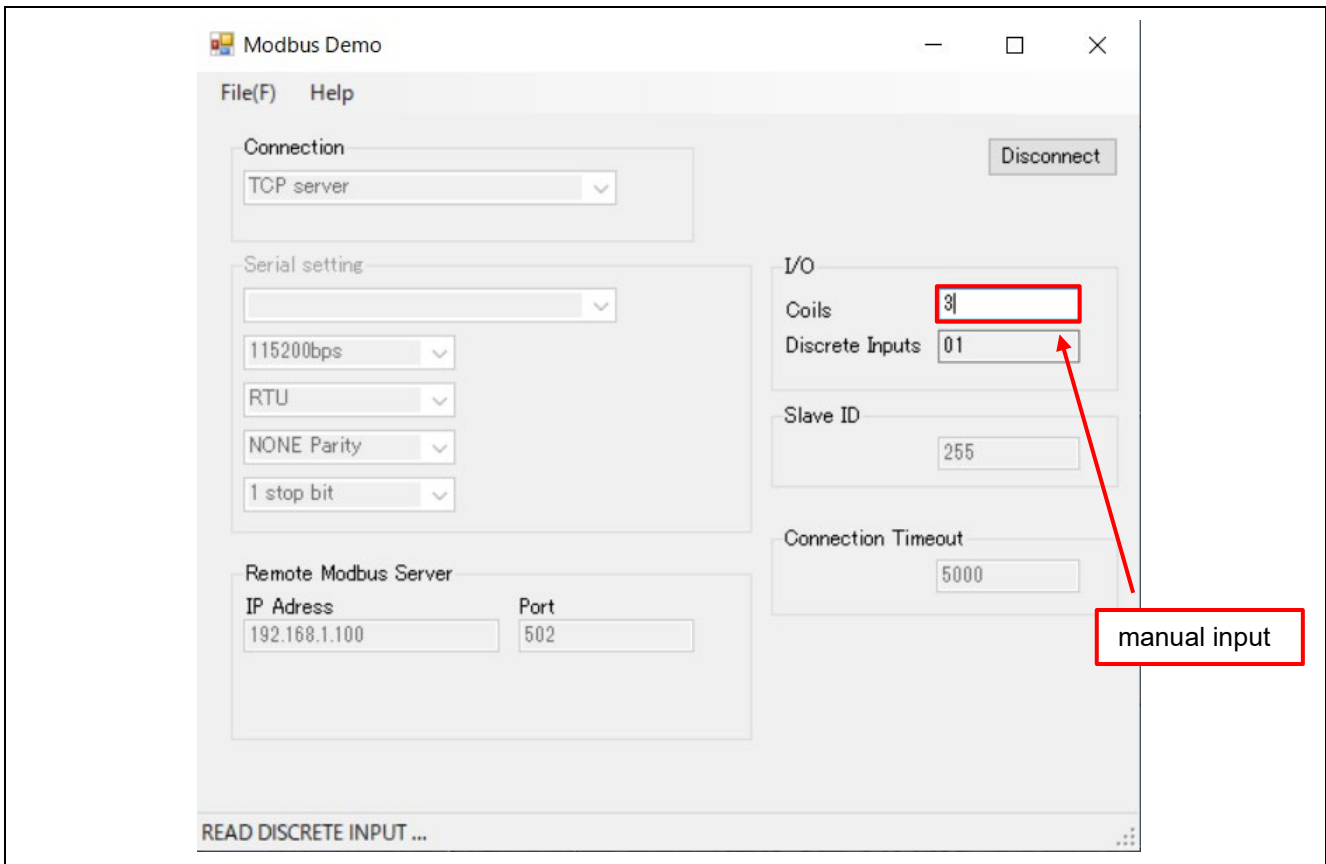 Modbus Demo
File(F) Help
Connection
Disconnect
TCP server
Serial setting
I/O
Coils 3
115200bps
Discrete Inputs 01
RTU
Slave ID
NONE Parity
255
1 stop bit
Connection Timeout
5000
Remote Modbus Server
IP Adress Port
192.168.1.100 502
manual input
READ DISCRETE INPUT ...